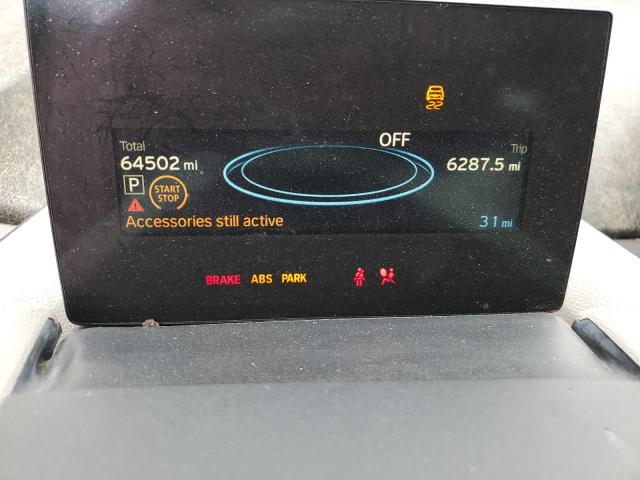 OFF
Total
Trip
64502 mi
6287.5 mi
P
START
STOP
Accessories still active
31 mi
BRAKE ABS PARK